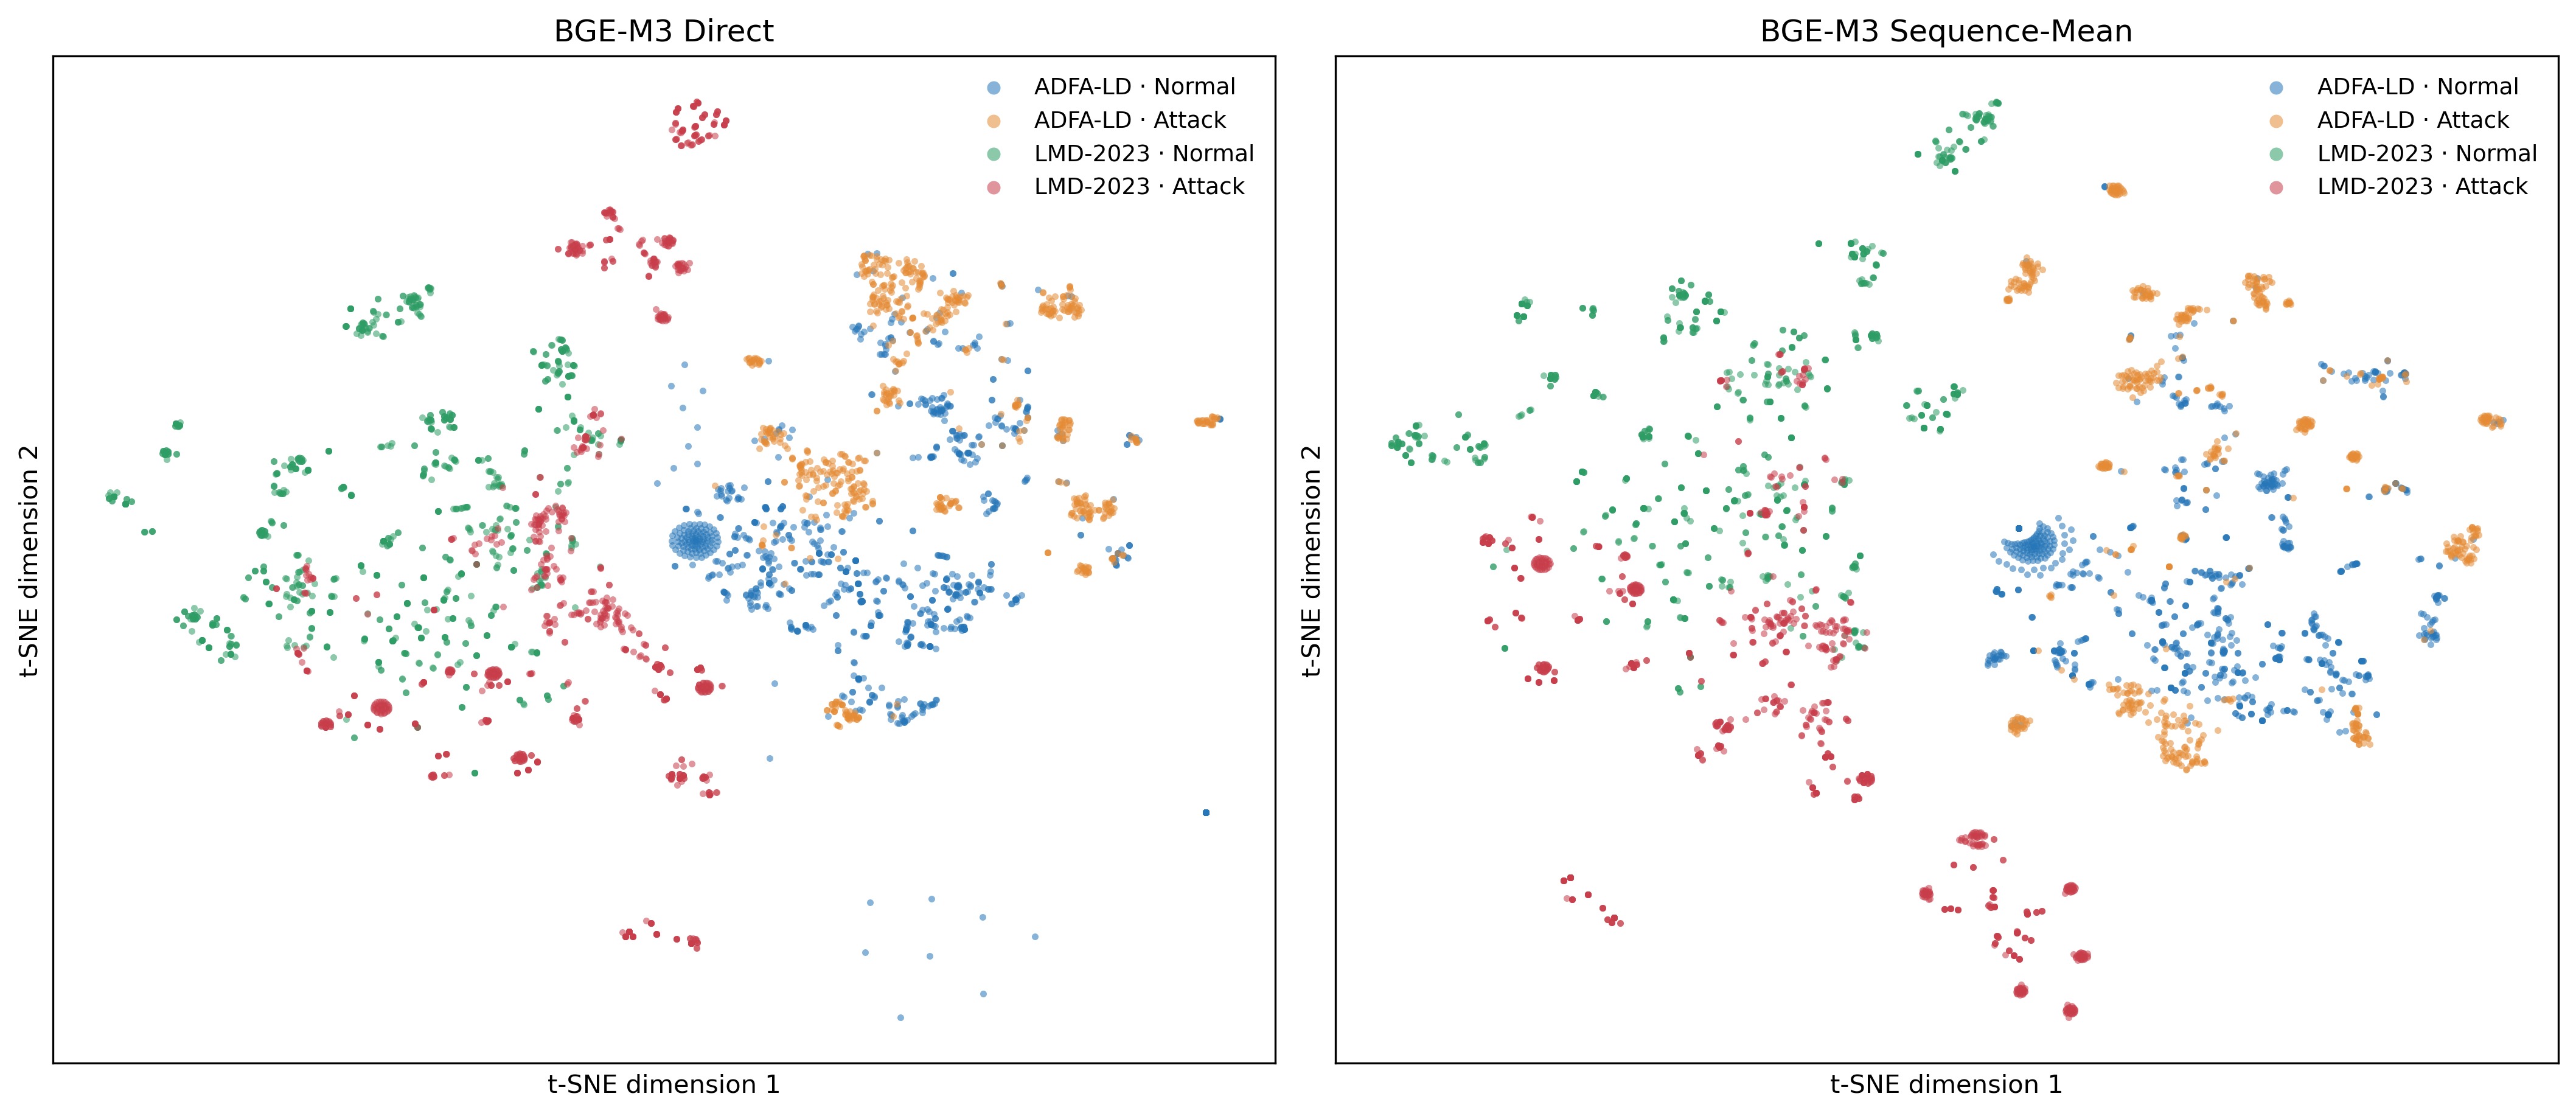 BGE-M3 Direct
ADFA-LD · Normal
ADFA-LD · Attack
LMD-2023 · Normal
LMD-2023 · Attack
t-SNE dimension 2
t-SNE dimension 1
BGE-M3 Sequence-Mean
ADFA-LD · Normal
ADFA-LD · Attack
LMD-2023 · Normal
LMD-2023 · Attack
t-SNE dimension 2
t-SNE dimension 1